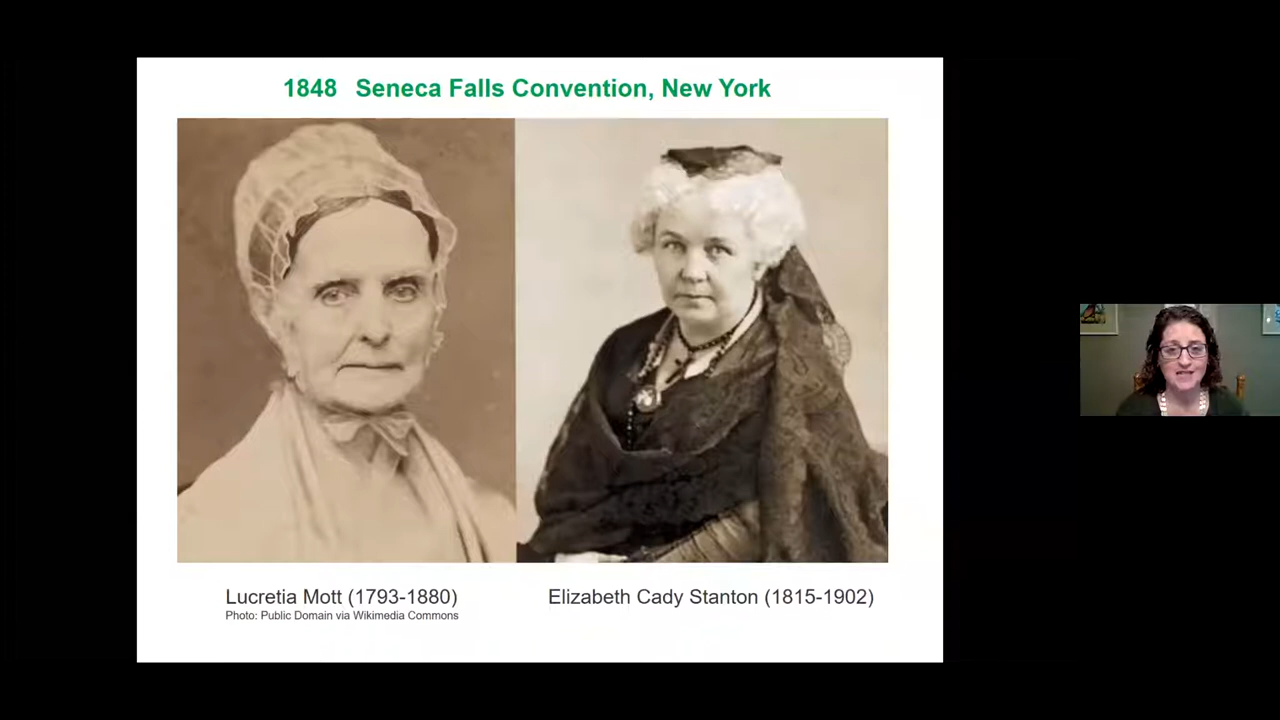 1848 Seneca Falls Convention, New York
Lucretia Mott (1793-1880)
Photo: Public Domain via Wikimedia Commons
Elizabeth Cady Stanton (1815-1902)